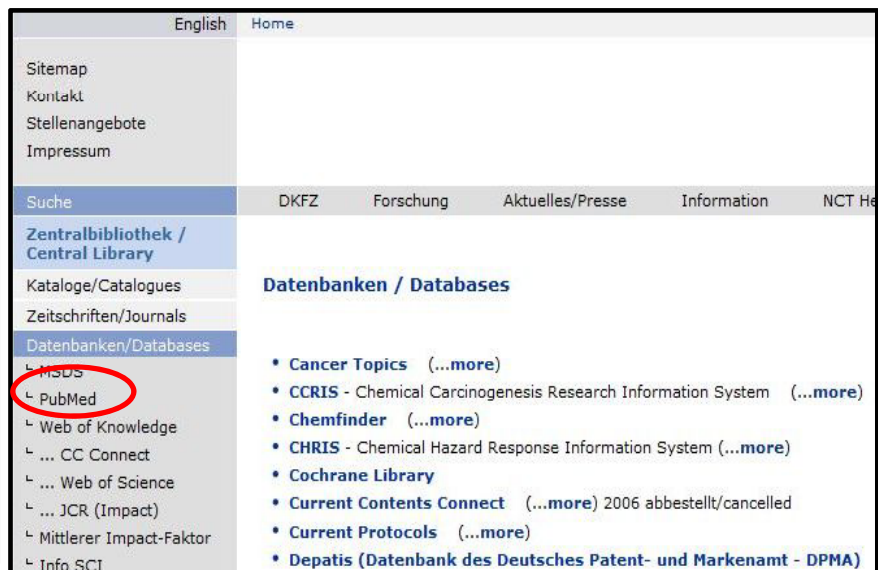 English
Home
Sitemap
Kontakt
Stellenangebote
Impressum
Suche
DKFZ Forschung Aktuelles/Presse Information NCT He
Zentralbibliothek /
Central Library
Kataloge/Catalogues
Zeitschriften/Journals
Datenbanken/Databases
MSDS
PubMed
Web of Knowledge
... CC Connect
... Web of Science
... JCR (Impact)
Mittlerer Impact-Faktor
Info SCI
Datenbanken / Databases
• Cancer Topics (...more)
• CCRIS - Chemical Carcinogenesis Research Information System (...more)
• Chemfinder (...more)
• CHRIS - Chemical Hazard Response Information System (...more)
• Cochrane Library
• Current Contents Connect (...more) 2006 abbestellt/cancelled
• Current Protocols (...more)
• Depatis (Datenbank des Deutsches Patent- und Markenamt - DPMA)